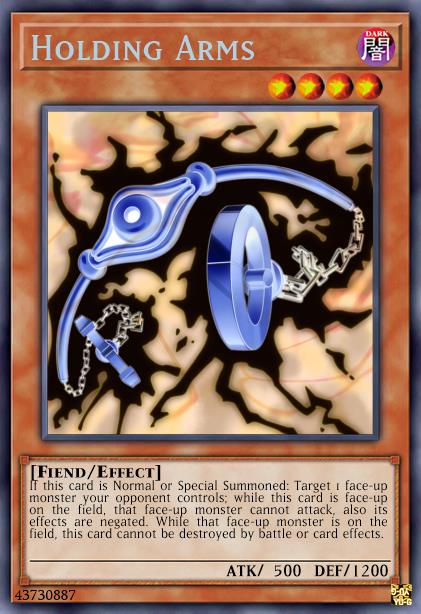 HOLDING ARMS
DARK
闇
[FIEND/EFFECT]
If this card is Normal or Special Summoned: Target 1 face-up
monster your opponent controls; while this card is face-up
on the field, that face-up monster cannot attack, also its
effects are negated. While that face-up monster is on the
field, this card cannot be destroyed by battle or card effects.
ATK/ 500 DEF/1200
43730887